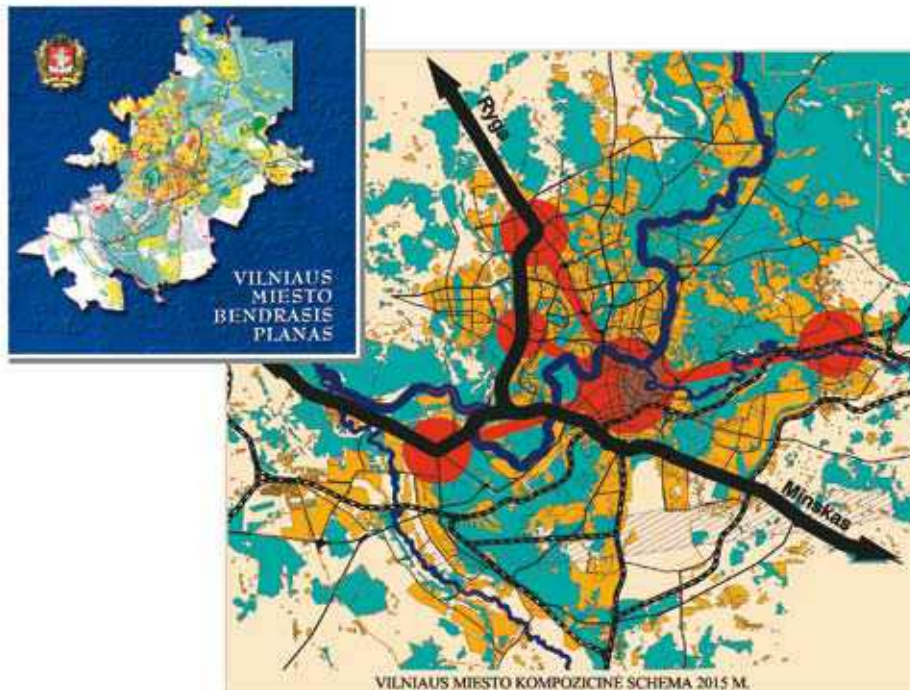 VILNIAUS
MIESTO
BENDRASIS
PLANAS
Ryga
Minskas
VILNIAUS MIESTO KOMPOZICINĖ SCHEMA 2015 M.